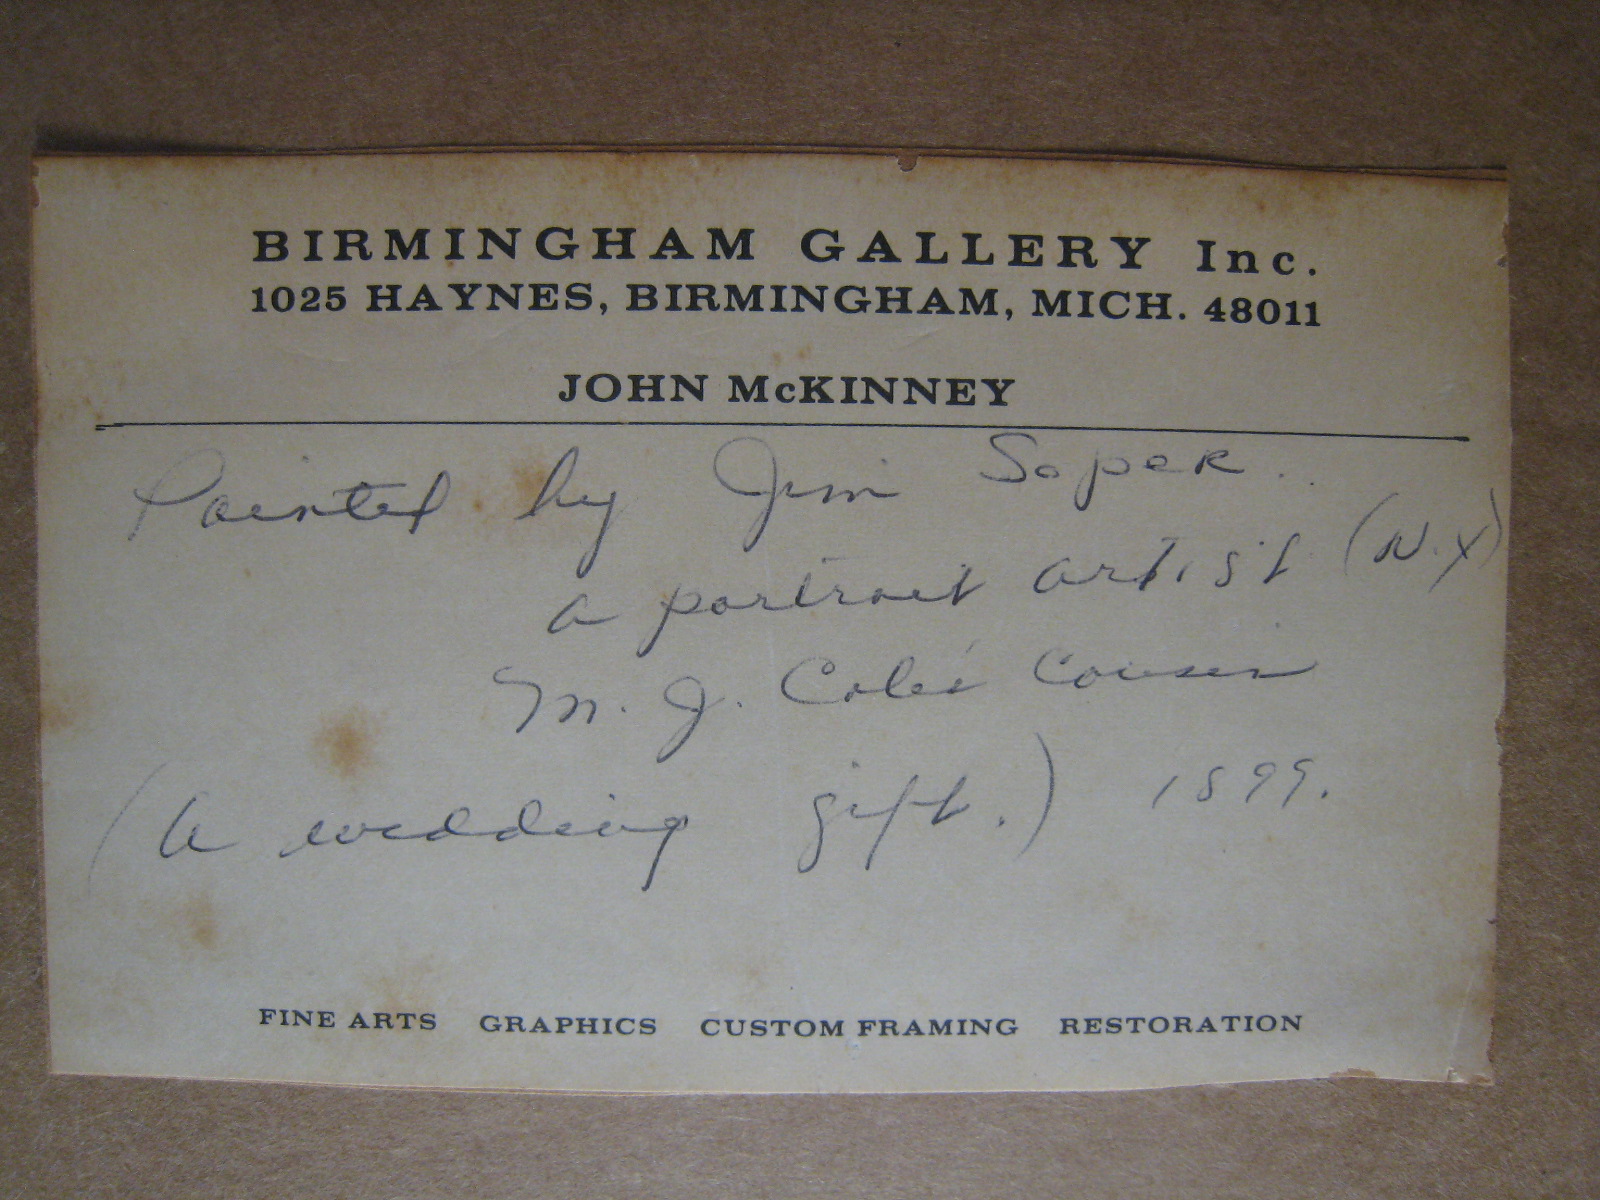 BIRMINGHAM GALLERY Inc.
1025 HAYNES, BIRMINGHAM, MICH. 48011
JOHN McKINNEY
Painted by Jim Soper.
a portrait artist (N.Y)
M. J. Cole's Cousin
(A wedding gift.) 1899.
FINE ARTS GRAPHICS CUSTOM FRAMING RESTORATION